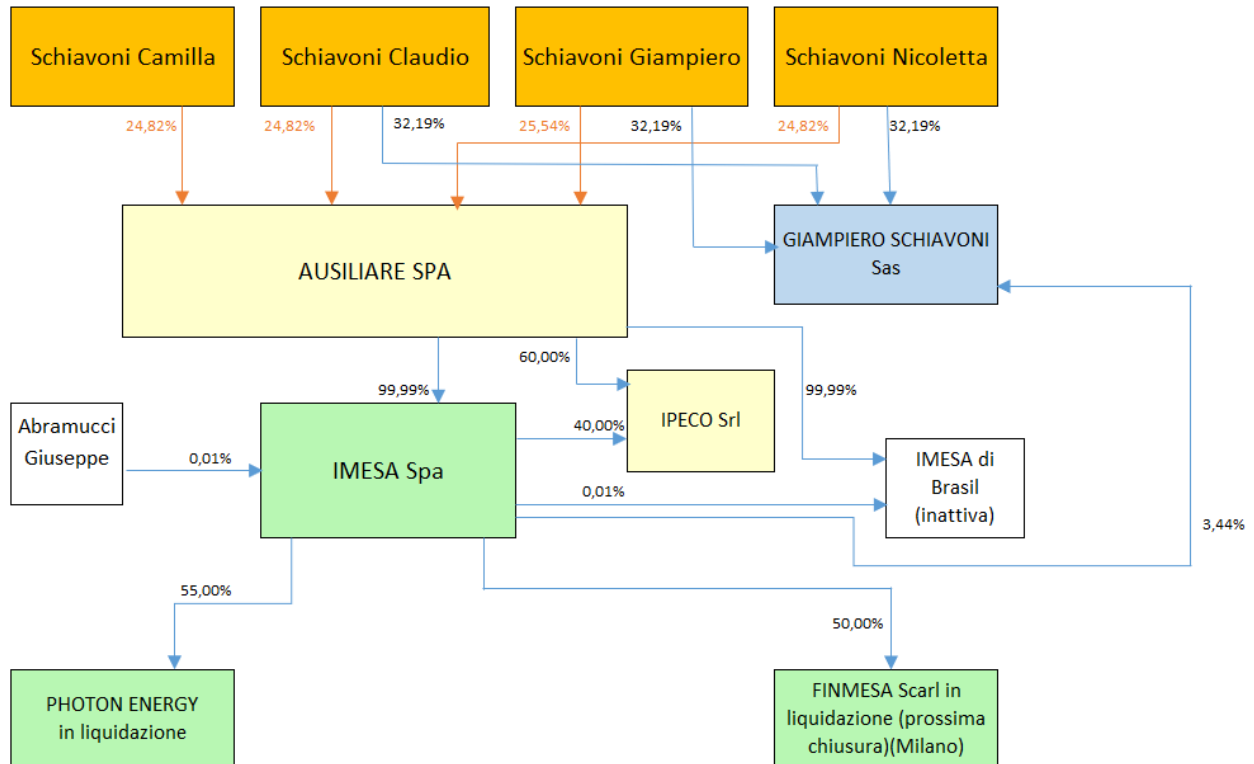 Schiavoni Camilla
Schiavoni Claudio
Schiavoni Giampiero
Schiavoni Nicoletta
24,82%
24,82%
32,19%
25,54%
32,19%
24,82%
32,19%
AUSILIARE SPA
GIAMPIERO SCHIAVONI
Sas
60,00%
99,99%
99,99%
Abramucci
Giuseppe
0,01%
IMESA Spa
40,00%
IPECO Srl
0,01%
IMESA di
Brasil
(inattiva)
3,44%
55,00%
50,00%
PHOTON ENERGY
in liquidazione
FINMESA Scarl in
liquidazione (prossima
chiusura)(Milano)